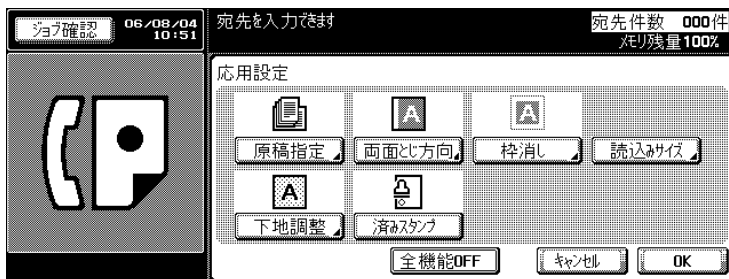 ジョブ確認
06/08/04
10:51
宛先を入力できます
宛先件数 000件
メモリ残量100%
応用設定
A
A
原稿指定
両面とじ方向
枠消し
読込みサイズ
A
下地調整
済みスタンプ
全機能OFF
キャンセル
OK